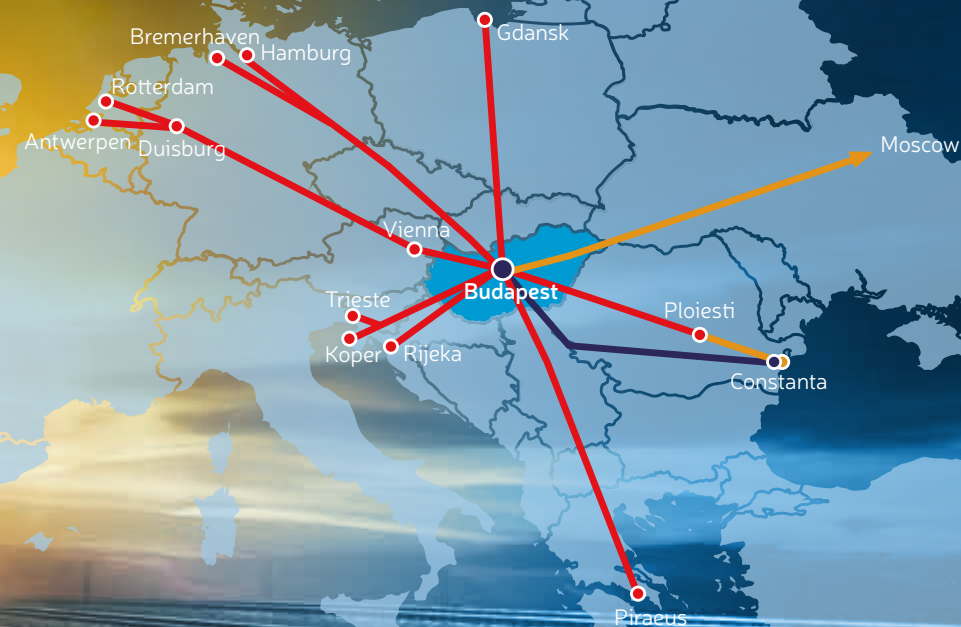 Gdansk
Bremerhaven
Hamburg
Rotterdam
Antwerpen
Duisburg
Moscow
Vienna
Budapest
Trieste
Ploiesti
Koper
Rijeka
Constanta
Piraeus